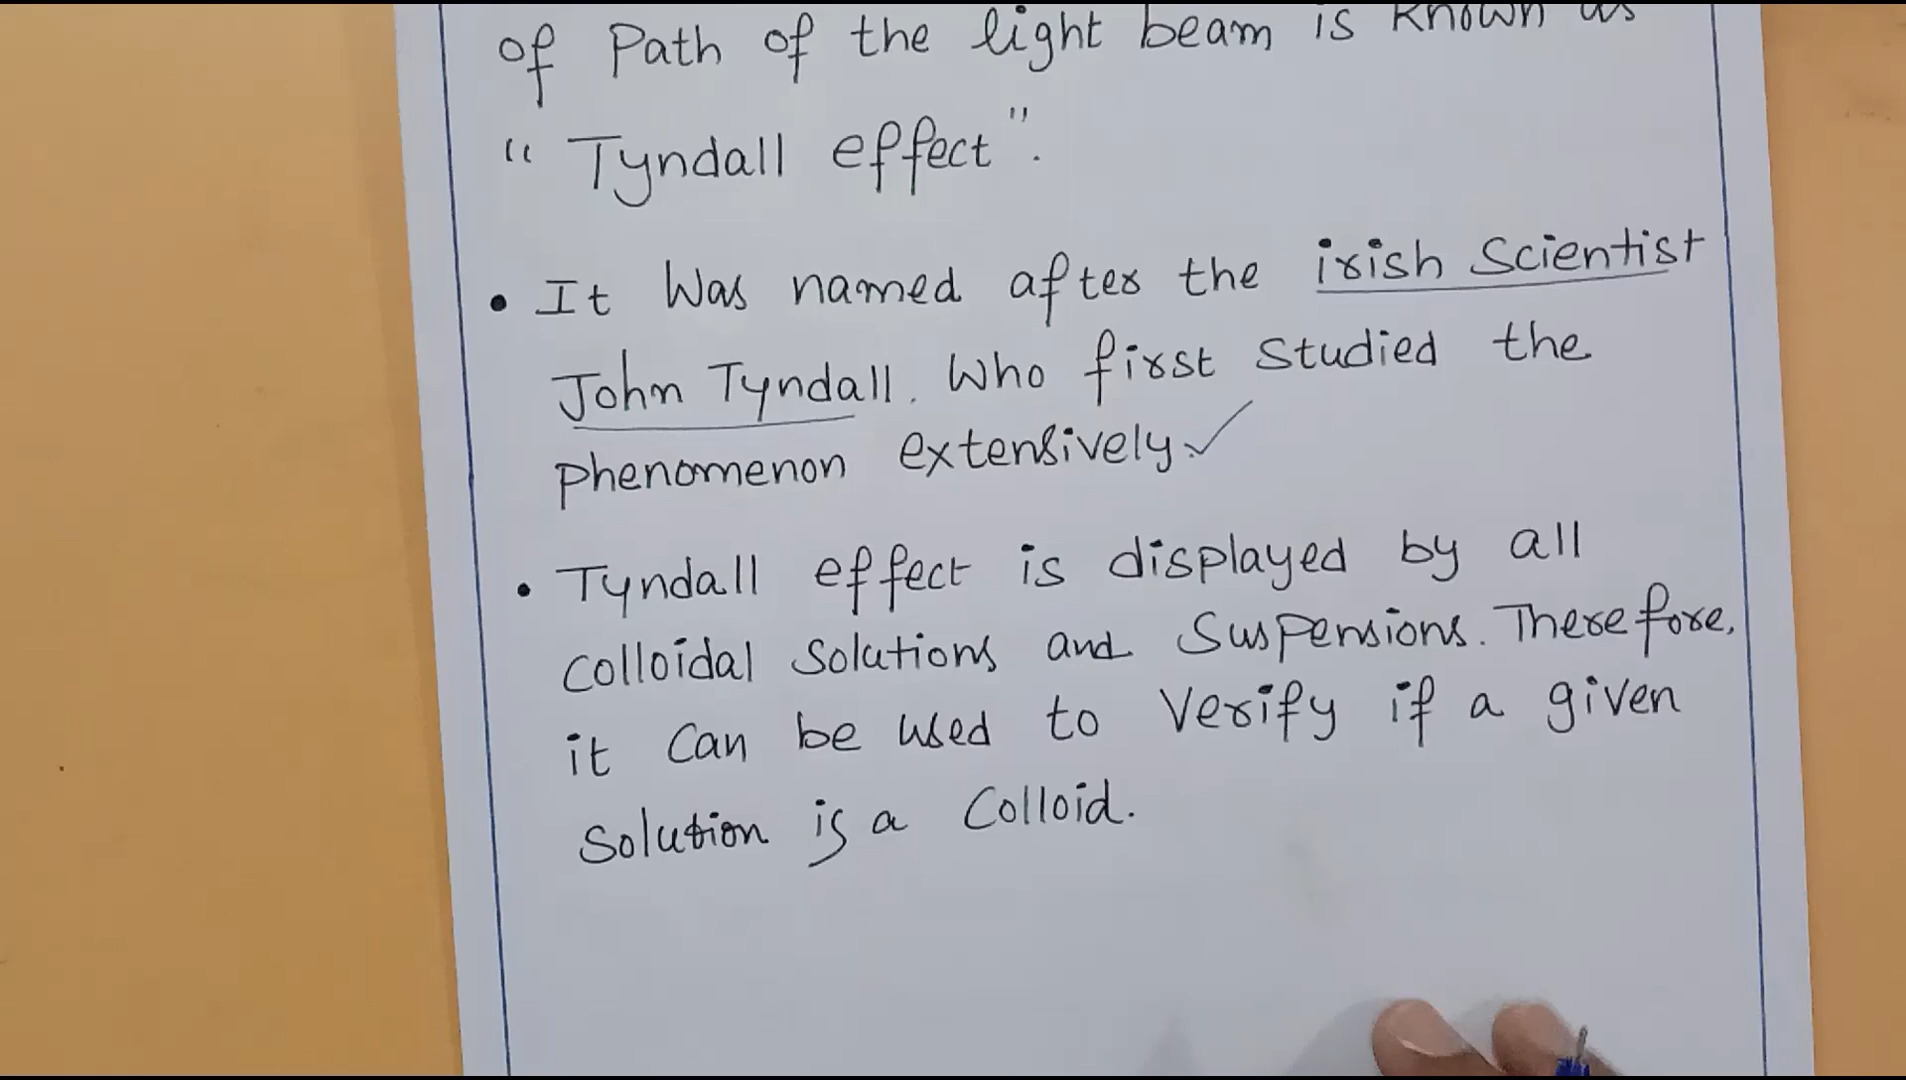 of Path of the light beam is known as
" Tyndall effect".
• It Was named after the irish Scientist
John Tyndall. Who first studied the
phenomenon extensively ✓
• Tyndall effect is displayed by all
colloidal solutions and Suspensions. Therefore,
it can be used to Verify if a given
solution is a Colloid.